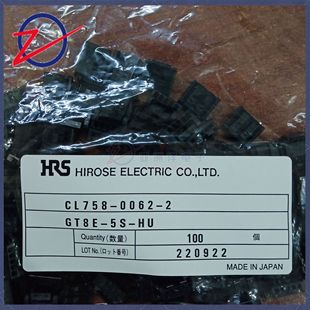 HRS HIROSE ELECTRIC CO.,LTD.
CL758-0062-2
GT8E-5S-HU
Quantity(数量) 100 個
LOT No.(ロット番号) 220922
MADE IN JAPAN